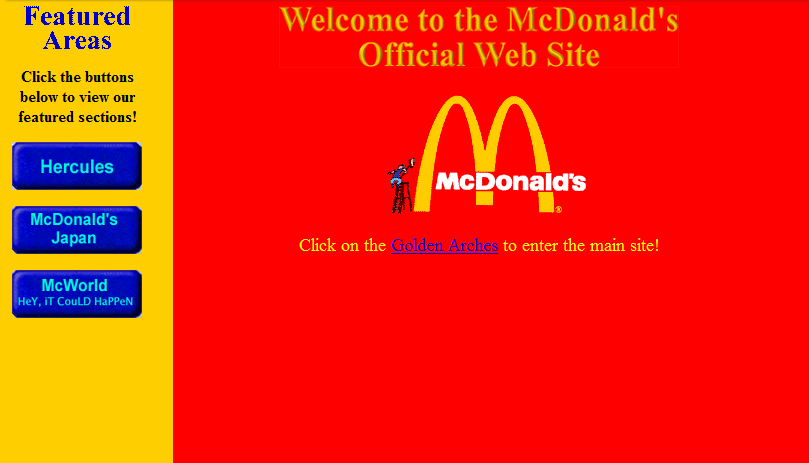 Featured
Areas
Click the buttons
below to view our
featured sections!
Hercules
McDonald's
Japan
McWorld
HeY, iT CouLD HaPPeN
Welcome to the McDonald's
Official Web Site
McDonald's
®
Click on the Golden Arches to enter the main site!